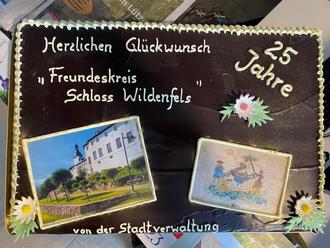 Herzlichen Glückwunsch
25
Jahre
„Freundeskreis
Schloss Wildenfels"
von der Stadtverwaltung